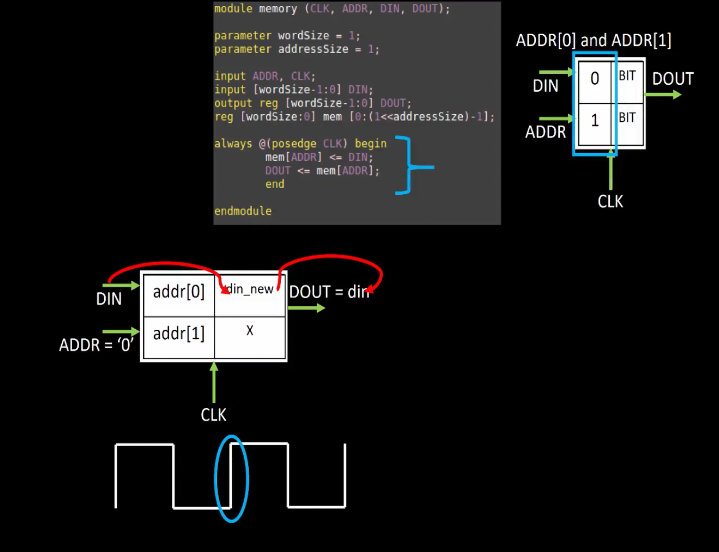 module memory (CLK, ADDR, DIN, DOUT);
parameter wordSize = 1;
parameter addressSize = 1;
input ADDR, CLK;
input [wordSize-1:0] DIN;
output reg [wordSize-1:0] DOUT;
reg [wordSize:0] mem [0:(1<<addressSize)-1];
always @(posedge CLK) begin
mem[ADDR] <= DIN;
DOUT <= mem[ADDR];
end
endmodule
ADDR[0] and ADDR[1]
0 BIT
DIN
DOUT
1 BIT
ADDR
CLK
addr[0] din_new
DIN
DOUT = din
addr[1] X
ADDR = ‘0’
CLK